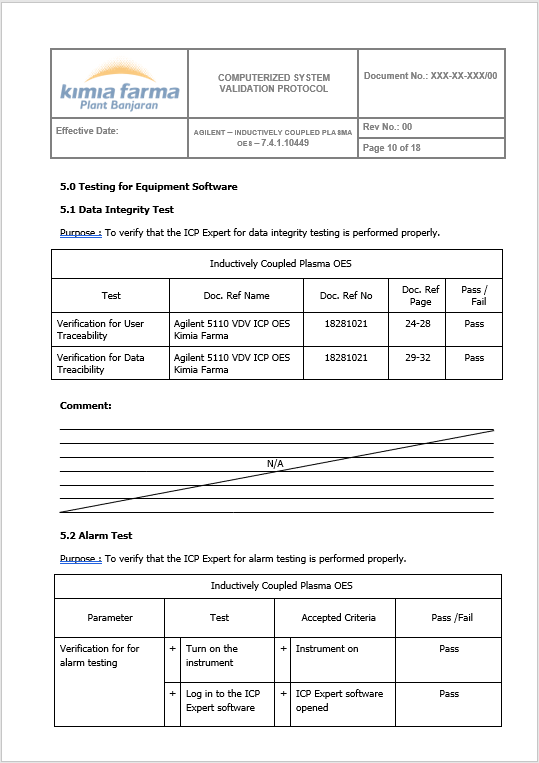 kimia farma
Plant Banjaran
COMPUTERIZED SYSTEM
VALIDATION PROTOCOL
Document No.: XXX-XX-XXX/00
Effective Date:
AGILENT – INDUCTIVELY COUPLED PLASMA
OES – 7.4.1.10449
Rev No.: 00
Page 10 of 18
5.0 Testing for Equipment Software
5.1 Data Integrity Test
Purpose : To verify that the ICP Expert for data integrity testing is performed properly.
Inductively Coupled Plasma OES
Test
Doc. Ref Name
Doc. Ref No
Doc. Ref
Page
Pass /
Fail
Verification for User
Traceability
Agilent 5110 VDV ICP OES
Kimia Farma
18281021
24-28
Pass
Verification for Data
Treacibility
Agilent 5110 VDV ICP OES
Kimia Farma
18281021
29-32
Pass
Comment:
N/A
5.2 Alarm Test
Purpose : To verify that the ICP Expert for alarm testing is performed properly.
Inductively Coupled Plasma OES
Parameter
Test
Accepted Criteria
Pass /Fail
Verification for for
alarm testing
+ Turn on the
instrument
+ Instrument on
Pass
+ Log in to the ICP
Expert software
+ ICP Expert software
opened
Pass